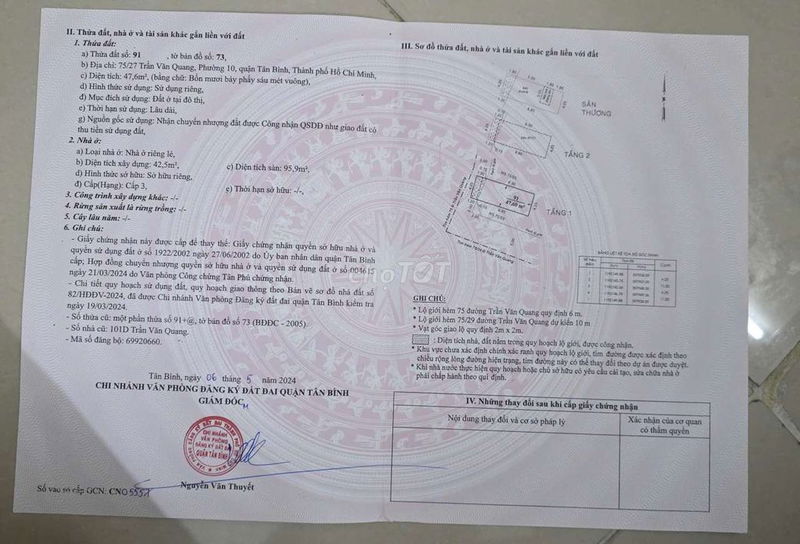 II. Thửa đất, nhà ở và tài sản khác gắn liền với đất
1. Thửa đất:
a) Thửa đất số: 91 , tờ bản đồ số: 73,
b) Địa chỉ: 75/27 Trần Văn Quang, Phường 10, quận Tân Bình, Thành phố Hồ Chí Minh,
c) Diện tích: 47,6m², (bằng chữ: Bốn mươi bảy phẩy sáu mét vuông),
d) Hình thức sử dụng: Sử dụng riêng,
đ) Mục đích sử dụng: Đất ở tại đô thị,
e) Thời hạn sử dụng: Lâu dài,
g) Nguồn gốc sử dụng: Nhận chuyển nhượng đất được Công nhận QSDĐ như giao đất có
thu tiền sử dụng đất,
2. Nhà ở:
a) Loại nhà ở: Nhà ở riêng lẻ,
b) Diện tích xây dựng: 42,5m², c) Diện tích sàn: 95,9m²,
d) Hình thức sở hữu: Sở hữu riêng,
đ) Cấp(Hạng): Cấp 3, e) Thời hạn sở hữu: -/-,
3. Công trình xây dựng khác: -/-
4. Rừng sản xuất là rừng trồng: -/-
5. Cây lâu năm: -/-
6. Ghi chú:
- Giấy chứng nhận này được cấp để thay thế: Giấy chứng nhận quyền sở hữu nhà ở và
quyền sử dụng đất ở số 1922/2002 ngày 27/06/2002 do Ủy ban nhân dân quận Tân Bình
cấp; Hợp đồng chuyển nhượng quyền sở hữu nhà ở và quyền sử dụng đất ở số 004615
ngày 21/03/2024 do Văn phòng Công chứng Tân Phú chứng nhận.
- Chi tiết quy hoạch sử dụng đất, quy hoạch giao thông theo Bản vẽ sơ đồ nhà đất số
82/HĐĐV-2024, đã được Chi nhánh Văn phòng Đăng ký đất đai quận Tân Bình kiểm tra
ngày 19/03/2024.
- Số thửa cũ: một phần thửa số 91+@, tờ bản đồ số 73 (BĐĐC - 2005).
- Số nhà cũ: 101D Trần Văn Quang.
- Mã số đăng bộ: 69920660.
Tân Bình, ngày 06 tháng 5 năm 2024
CHI NHÁNH VĂN PHÒNG ĐĂNG KÝ ĐẤT ĐAI QUẬN TÂN BÌNH
GIÁM ĐỐC
CHI NHÁNH
VĂN PHÒNG
ĐĂNG KÝ ĐẤT ĐAI
QUẬN TÂN BÌNH
Nguyễn Văn Thuyết
Số vào sổ cấp GCN: CN05551
III. Sơ đồ thửa đất, nhà ở và tài sản khác gắn liền với đất
SÂN
THƯỢNG
TẦNG 2
TẦNG 1
91
BẢNG LIỆT KÊ TỌA ĐỘ GÓC RANH
CHỢ TỐT
GHI CHÚ:
* Lộ giới hẻm 75 đường Trần Văn Quang quy định 6 m.
* Lộ giới hẻm 75/29 đường Trần Văn Quang dự kiến 10 m
* Vạt góc giao lộ quy định 2m x 2m.
: Diện tích nhà, đất nằm trong quy hoạch lộ giới, được công nhận.
* Khu vực chưa xác định chính xác ranh quy hoạch lộ giới, tim đường được xác định theo
chiều rộng lòng đường hiện trạng, tim đường này có thể thay đổi theo dự án được duyệt.
* Khi nhà nước thực hiện quy hoạch hoặc chủ sở hữu có yêu cầu cải tạo, sửa chữa nhà ở
phải chấp hành theo quy định.
IV. Những thay đổi sau khi cấp giấy chứng nhận
Nội dung thay đổi và cơ sở pháp lý
Xác nhận của cơ quan
có thẩm quyền